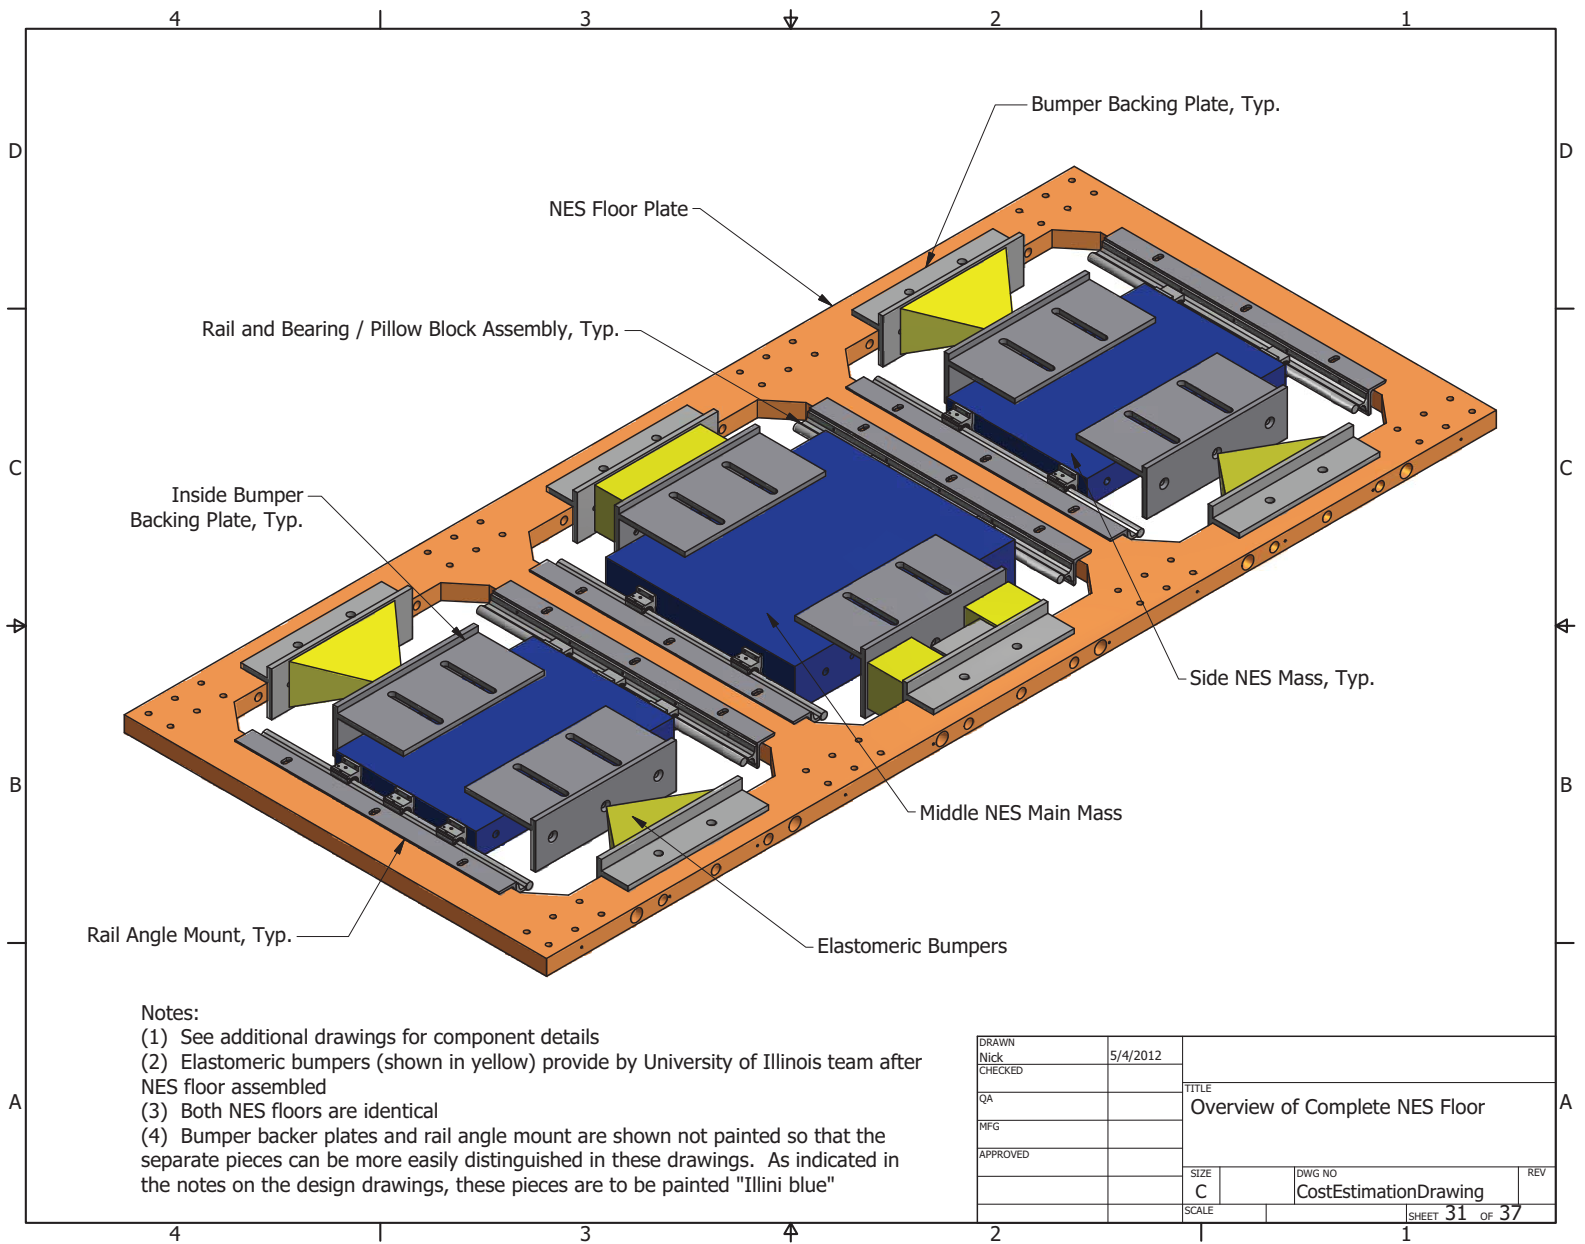 4 3 2 1
Bumper Backing Plate, Typ.
D D
NES Floor Plate
Rail and Bearing / Pillow Block Assembly, Typ.
C C
Inside Bumper
Backing Plate, Typ.
Side NES Mass, Typ.
B B
Middle NES Main Mass
Rail Angle Mount, Typ.
Elastomeric Bumpers
Notes:
(1) See additional drawings for component details
(2) Elastomeric bumpers (shown in yellow) provide by University of Illinois team after
NES floor assembled
(3) Both NES floors are identical
(4) Bumper backer plates and rail angle mount are shown not painted so that the
separate pieces can be more easily distinguished in these drawings. As indicated in
the notes on the design drawings, these pieces are to be painted "Illini blue"
A A
DRAWN
Nick 5/4/2012
CHECKED
QA
MFG
APPROVED
TITLE
Overview of Complete NES Floor
SIZE
C
DWG NO
CostEstimationDrawing
REV
SCALE
SHEET 31 OF 37
4 3 2 1